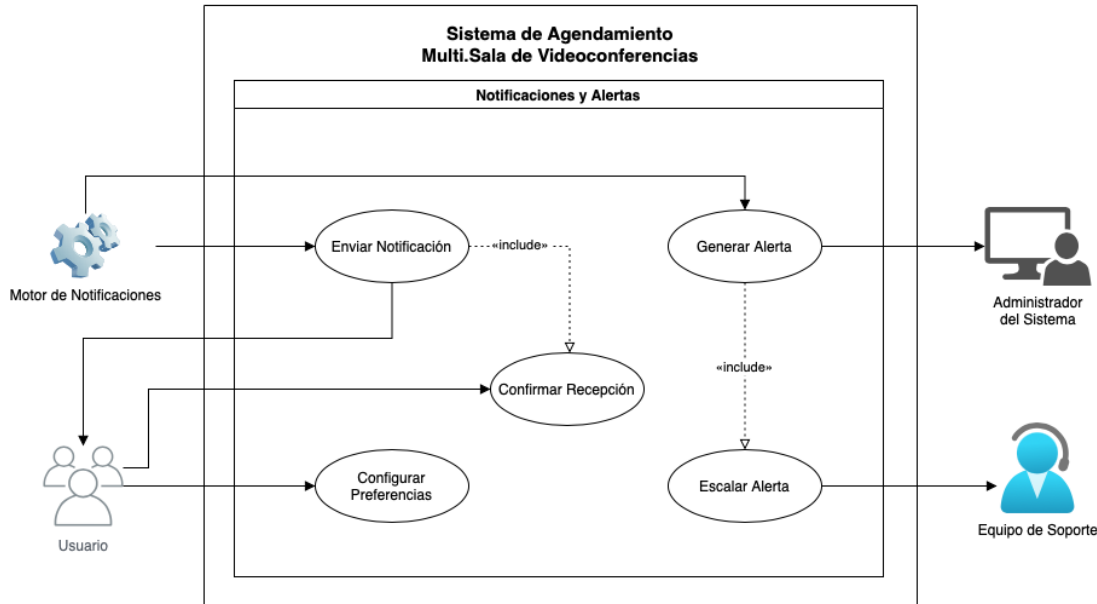 Sistema de Agendamiento
Multi.Sala de Videoconferencias
Notificaciones y Alertas
Enviar Notificación
«include»
Generar Alerta
Motor de Notificaciones
Administrador
del Sistema
«include»
Confirmar Recepción
Configurar
Preferencias
Escalar Alerta
Usuario
Equipo de Soporte